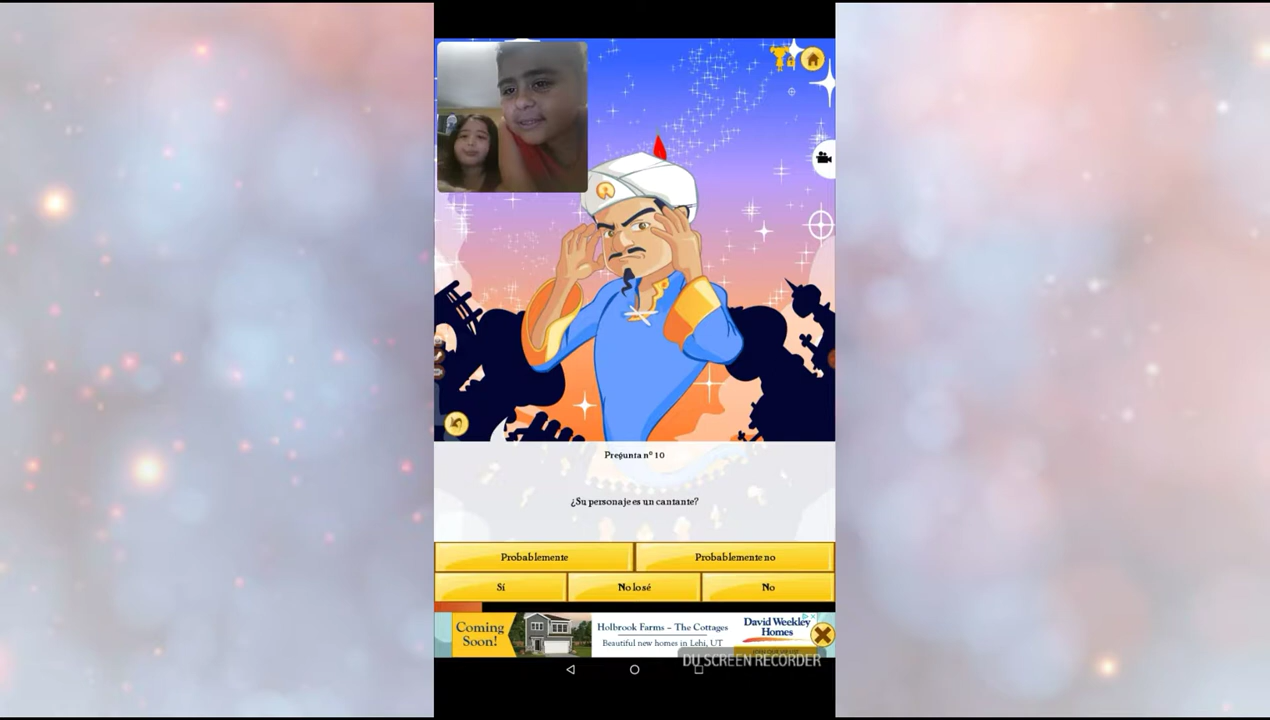 Pregunta nº 10
¿Su personaje es un cantante?
Probablemente
Probablemente no
Sí
No lo sé
No
Coming Soon!
Holbrook Farms – The Cottages
Beautiful new homes in Lehi, UT
David Weekley Homes
DU SCREEN RECORDER